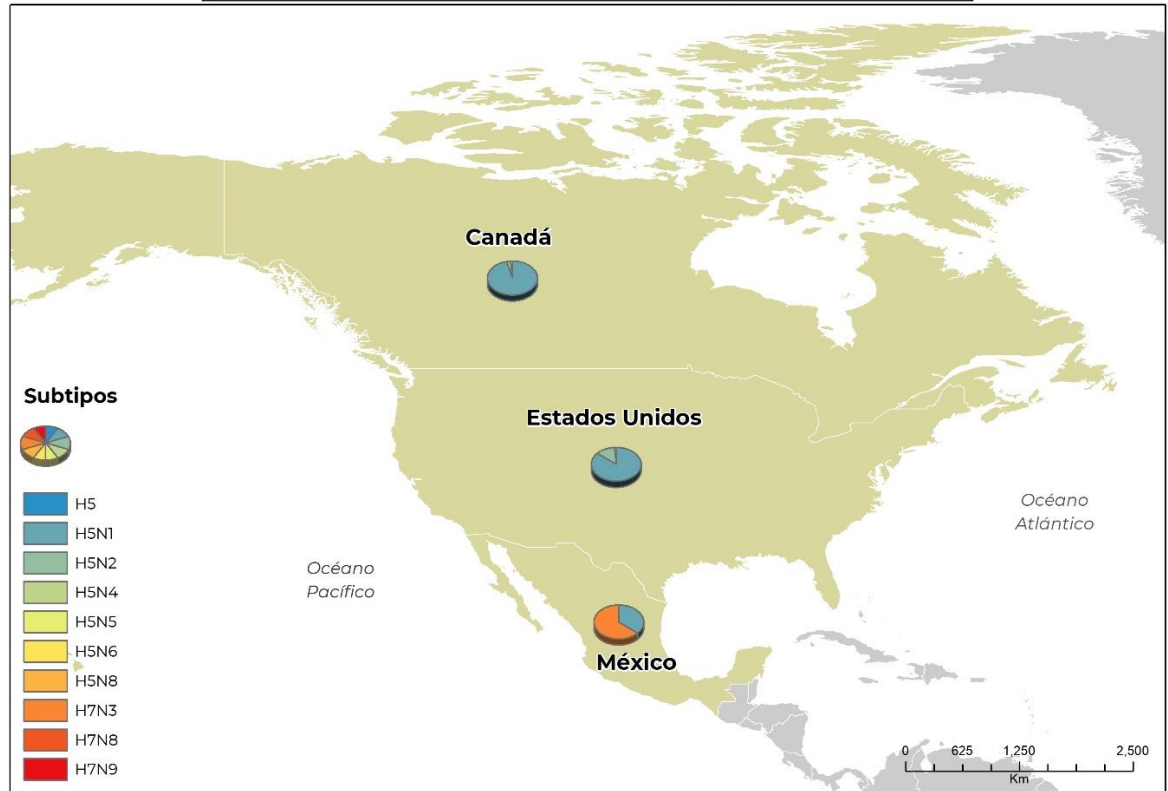 Canadá
Estados Unidos
México
Océano
Pacífico
Océano
Atlántico
Subtipos
H5
H5N1
H5N2
H5N4
H5N5
H5N6
H5N8
H7N3
H7N8
H7N9
0 625 1,250 2,500
Km